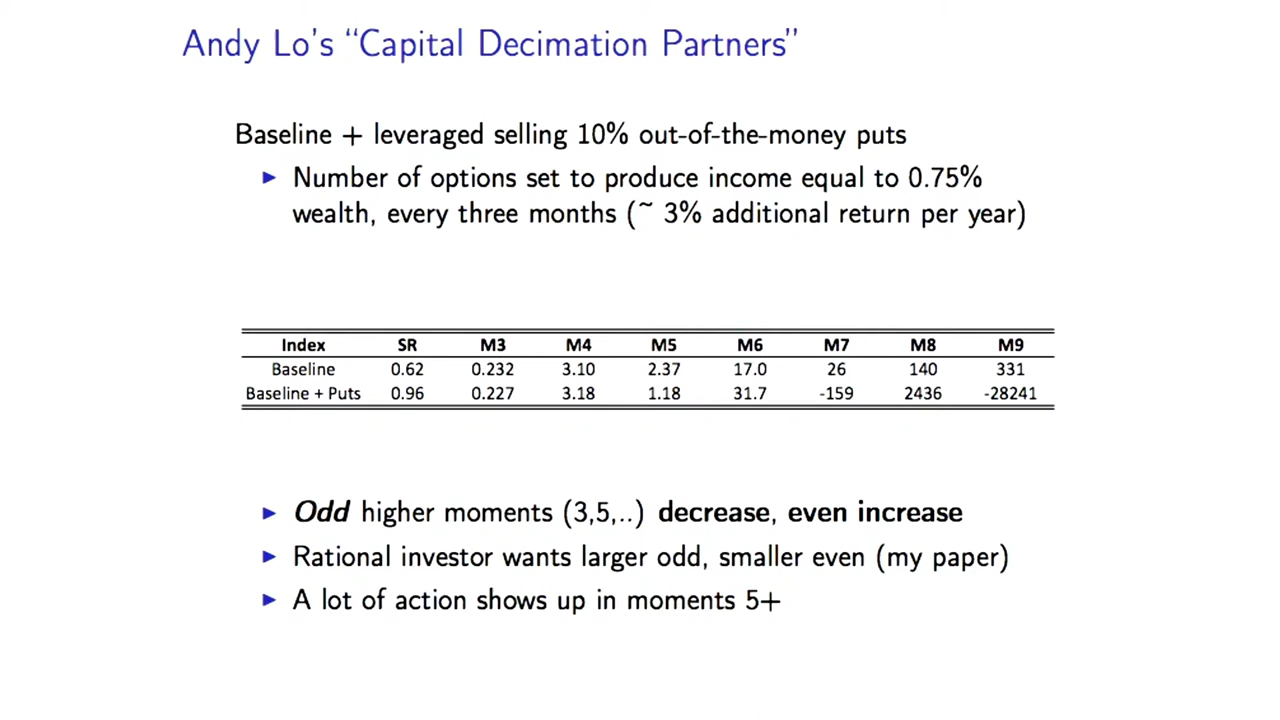 Andy Lo's “Capital Decimation Partners”
Baseline + leveraged selling 10% out-of-the-money puts
▶ Number of options set to produce income equal to 0.75%
wealth, every three months (~ 3% additional return per year)
Index SR M3 M4 M5 M6 M7 M8 M9
Baseline 0.62 0.232 3.10 2.37 17.0 26 140 331
Baseline + Puts 0.96 0.227 3.18 1.18 31.7 -159 2436 -28241
▶ Odd higher moments (3,5,..) decrease, even increase
▶ Rational investor wants larger odd, smaller even (my paper)
▶ A lot of action shows up in moments 5+